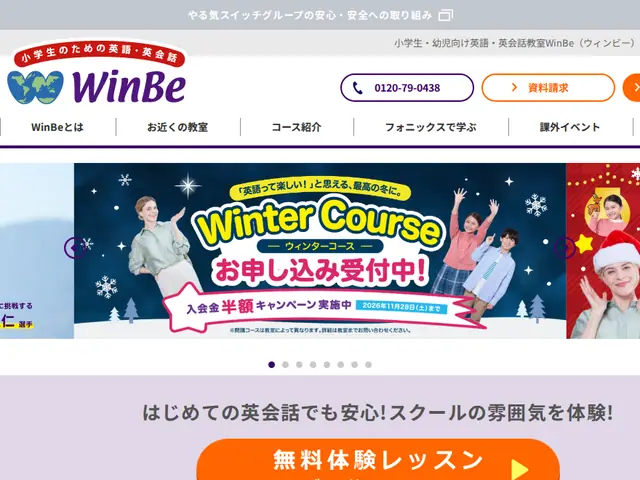 やる気スイッチグループの安心・安全への取り組み
小学生・幼児向け英語・英会話教室WinBe（ウィンビー）
小学生のための英語・英会話
WinBe
0120-79-0438
資料請求
WinBeとは
お近くの教室
コース紹介
フォニックスで学ぶ
課外イベント
「英語って楽しい!」と思える、最高の冬に。
Winter Course
ウィンターコース
お申し込み受付中!
入会金半額キャンペーン実施中
2026年11月28日(土)まで
※開講コースは教室によって異なります。詳細は教室までお問い合わせください。
に挑戦する
仁 選手
はじめての英会話でも安心!スクールの雰囲気を体験!
無料体験レッスン